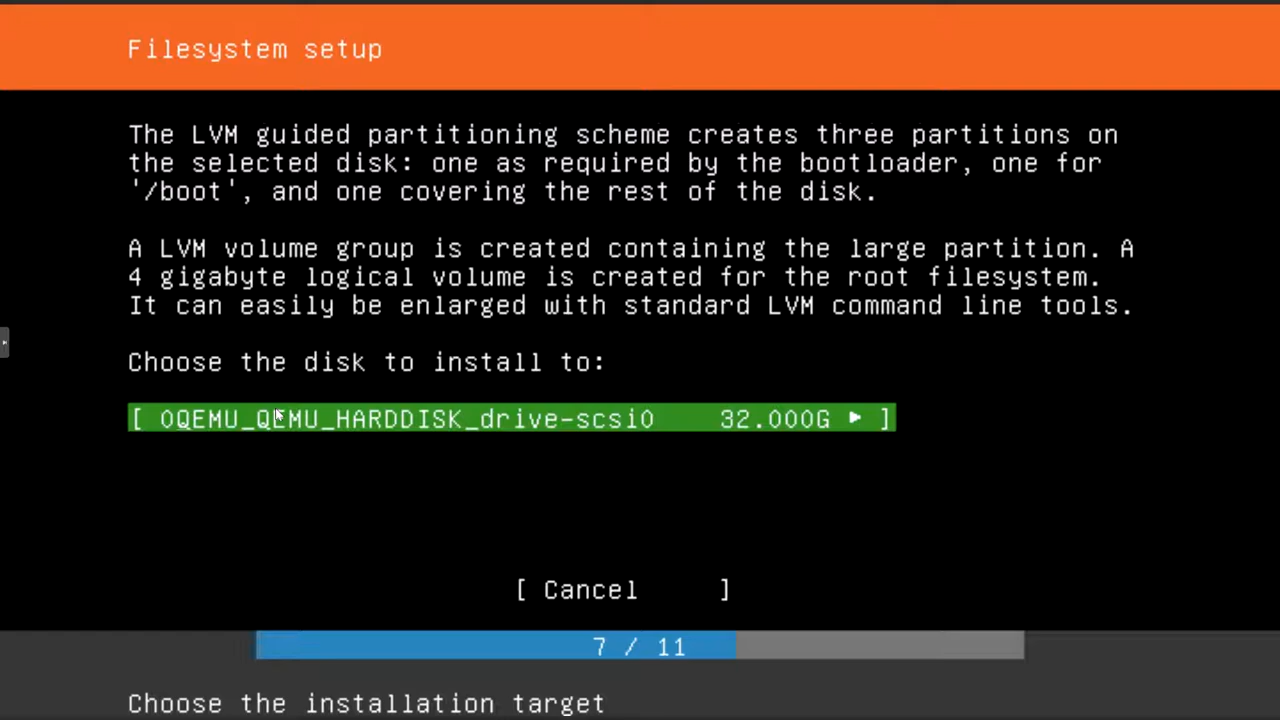 Filesystem setup
The LVM guided partitioning scheme creates three partitions on
the selected disk: one as required by the bootloader, one for
'/boot', and one covering the rest of the disk.
A LVM volume group is created containing the large partition. A
4 gigabyte logical volume is created for the root filesystem.
It can easily be enlarged with standard LVM command line tools.
Choose the disk to install to:
[ 0QEMU_QEMU_HARDDISK_drive-scsi0 32.000G ► ]
[ Cancel ]
7 / 11
Choose the installation target